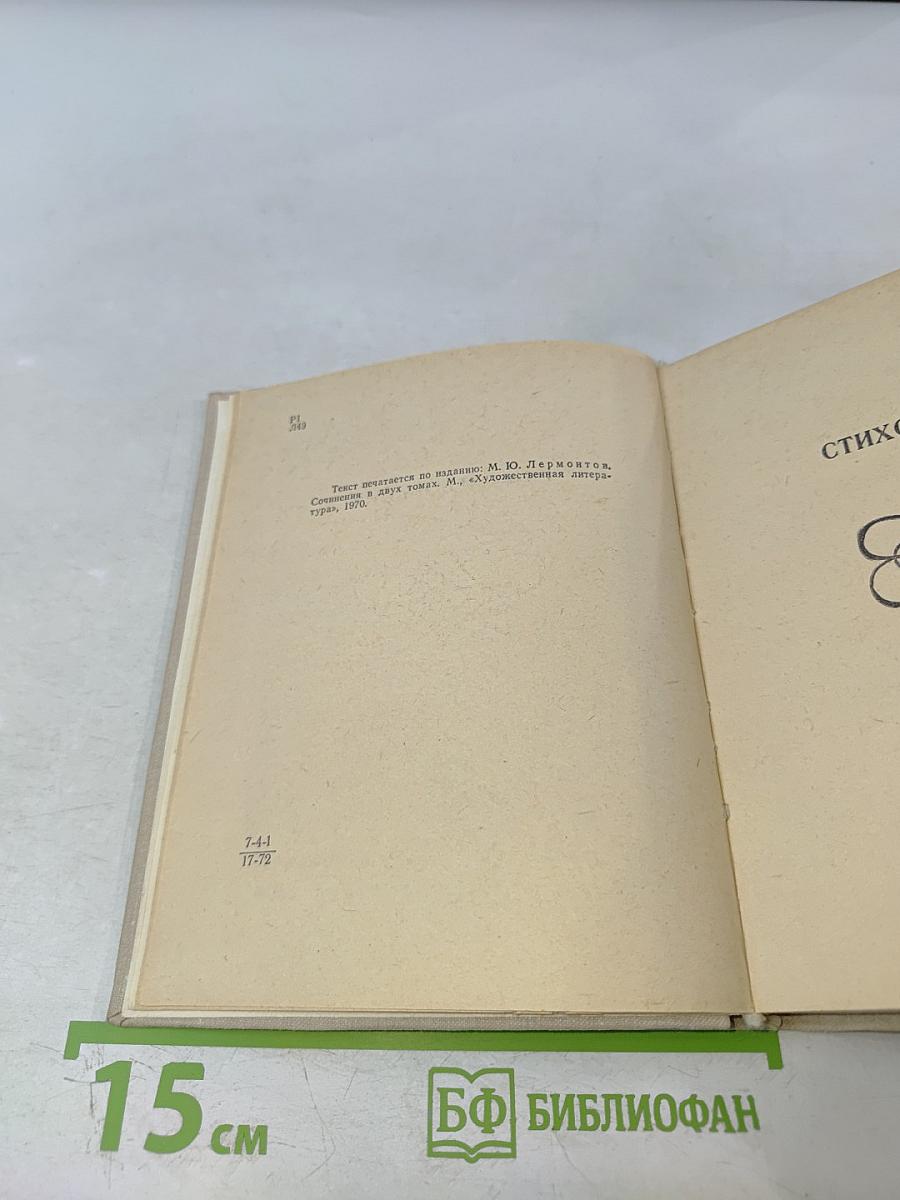 Р1
Л49
Текст печатается по изданию: М. Ю. Лермонтов.
Сочинения в двух томах. М., «Художественная литера-
тура», 1970.
7-4-1
17-72
СТИХО
15 см
БФ БИБЛИОФАН